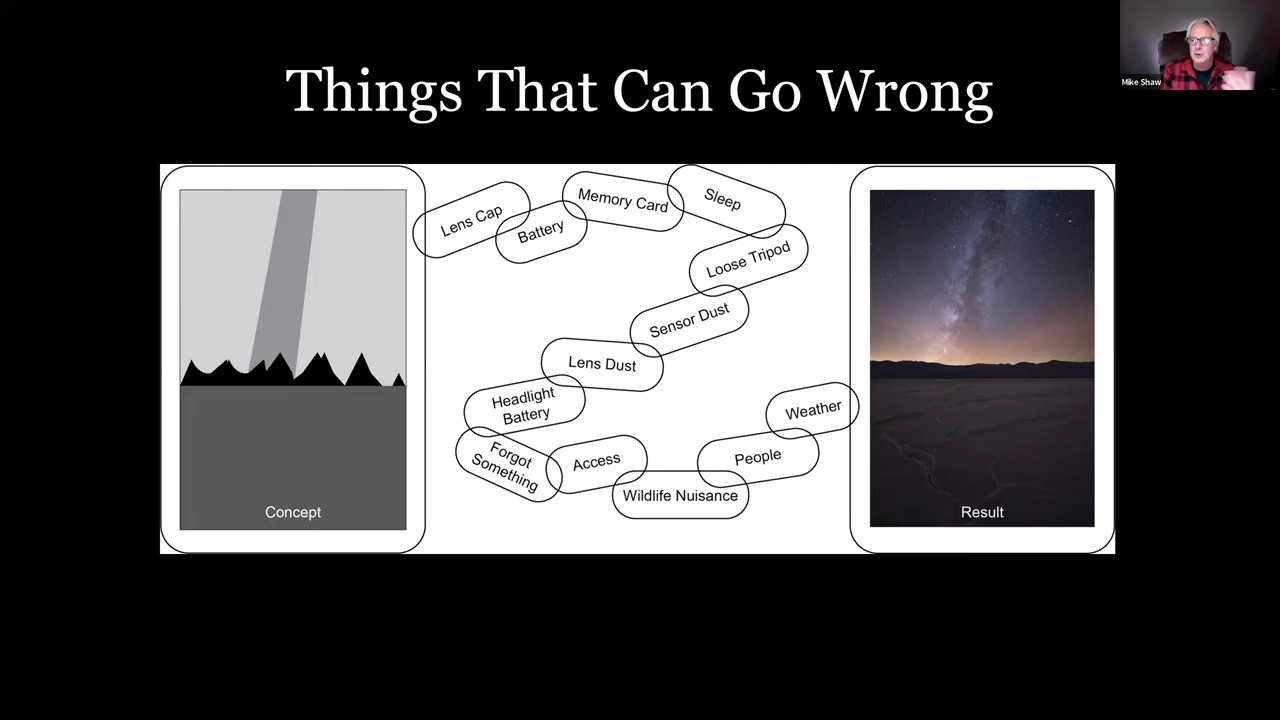 Things That Can Go Wrong
Mike Shaw
Lens Cap
Battery
Memory Card
Sleep
Loose Tripod
Sensor Dust
Lens Dust
Headlight
Battery
Forgot
Something
Access
Wildlife Nuisance
People
Weather
Concept
Result